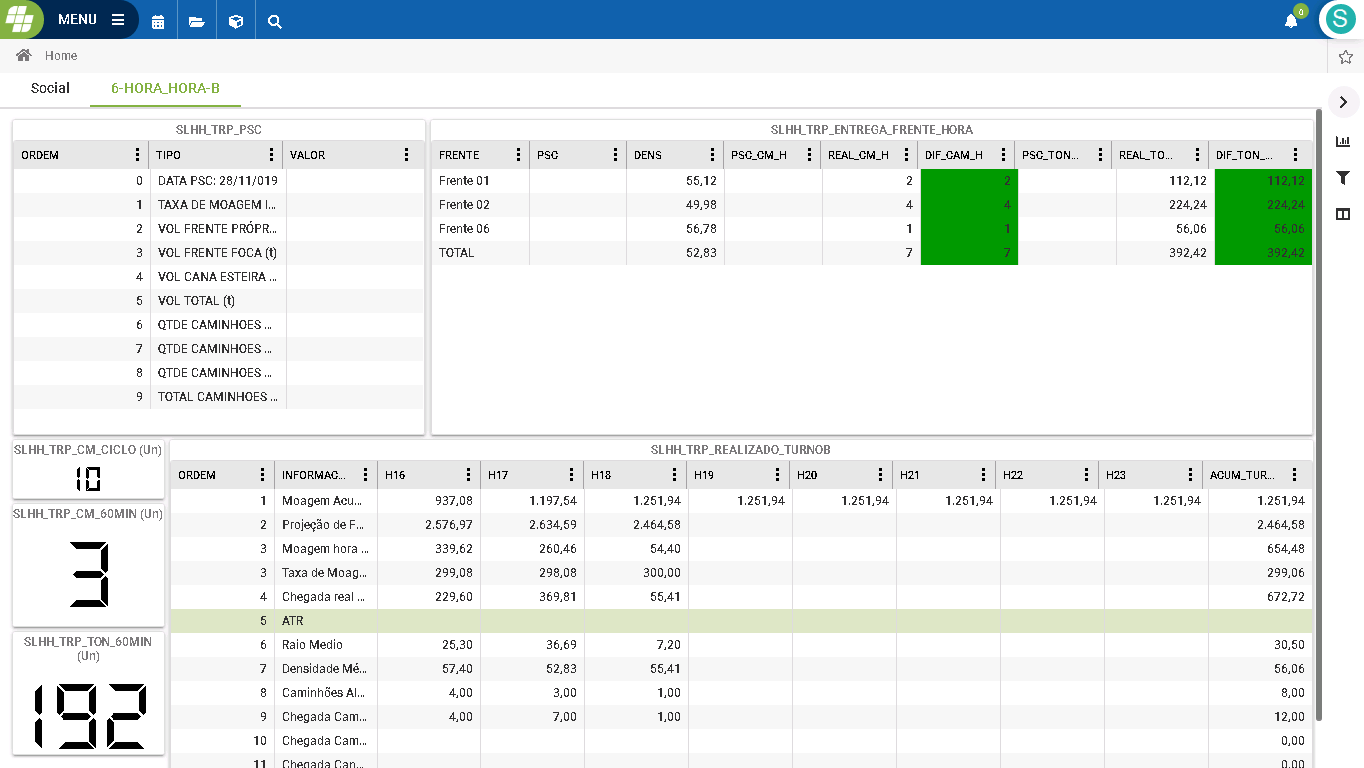 MENU
0
S
Home
Social 6-HORA_HORA-B
SLHH_TRP_PSC
ORDEM TIPO VALOR
0 DATA PSC: 28/11/019
1 TAXA DE MOAGEM I...
2 VOL FRENTE PRÓPR...
3 VOL FRENTE FOCA (t)
4 VOL CANA ESTEIRA ...
5 VOL TOTAL (t)
6 QTDE CAMINHOES ...
7 QTDE CAMINHOES ...
8 QTDE CAMINHOES ...
9 TOTAL CAMINHOES ...
SLHH_TRP_ENTREGA_FRENTE_HORA
FRENTE PSC DENS PSC_CM_H REAL_CM_H DIF_CAM_H PSC_TON... REAL_TO... DIF_TON_...
Frente 01 55,12 2 2 112,12 112,12
Frente 02 49,98 4 4 224,24 224,24
Frente 06 56,78 1 1 56,06 56,06
TOTAL 52,83 7 7 392,42 392,42
SLHH_TRP_CM_CICLO (Un)
10
SLHH_TRP_CM_60MIN (Un)
3
SLHH_TRP_TON_60MIN
(Un)
192
SLHH_TRP_REALIZADO_TURNOB
ORDEM INFORMAC... H16 H17 H18 H19 H20 H21 H22 H23 ACUM_TUR...
1 Moagem Acu... 937,08 1.197,54 1.251,94 1.251,94 1.251,94 1.251,94 1.251,94 1.251,94 1.251,94
2 Projeção de F... 2.576,97 2.634,59 2.464,58 2.464,58
3 Moagem hora ... 339,62 260,46 54,40 654,48
3 Taxa de Moag... 299,08 298,08 300,00 299,06
4 Chegada real ... 229,60 369,81 55,41 672,72
5 ATR
6 Raio Medio 25,30 36,69 7,20 30,50
7 Densidade Mé... 57,40 52,83 55,41 56,06
8 Caminhões Al... 4,00 3,00 1,00 8,00
9 Chegada Cam... 4,00 7,00 1,00 12,00
10 Chegada Cam... 0,00
11 Chegada Can... 0,00